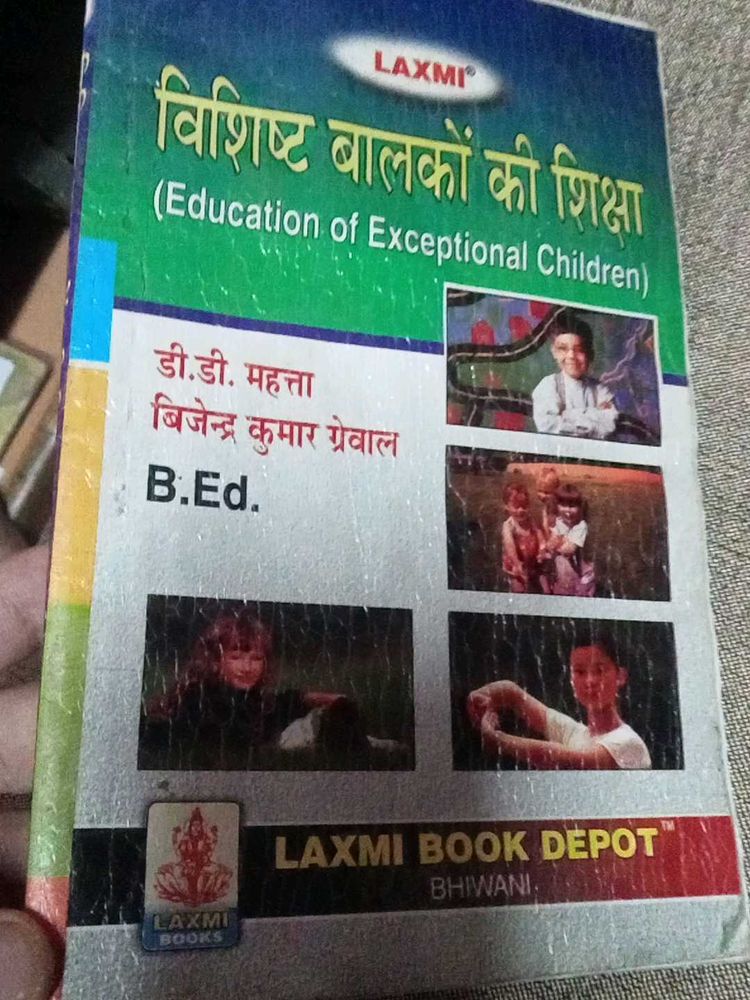 LAXMI®
विशिष्ट बालकों की शिक्षा
(Education of Exceptional Children)
डी.डी. महत्ता
बिजेन्द्र कुमार ग्रेवाल
B.Ed.
LAXMI BOOK DEPOT™
BHIWANI
LAXMI
BOOKS